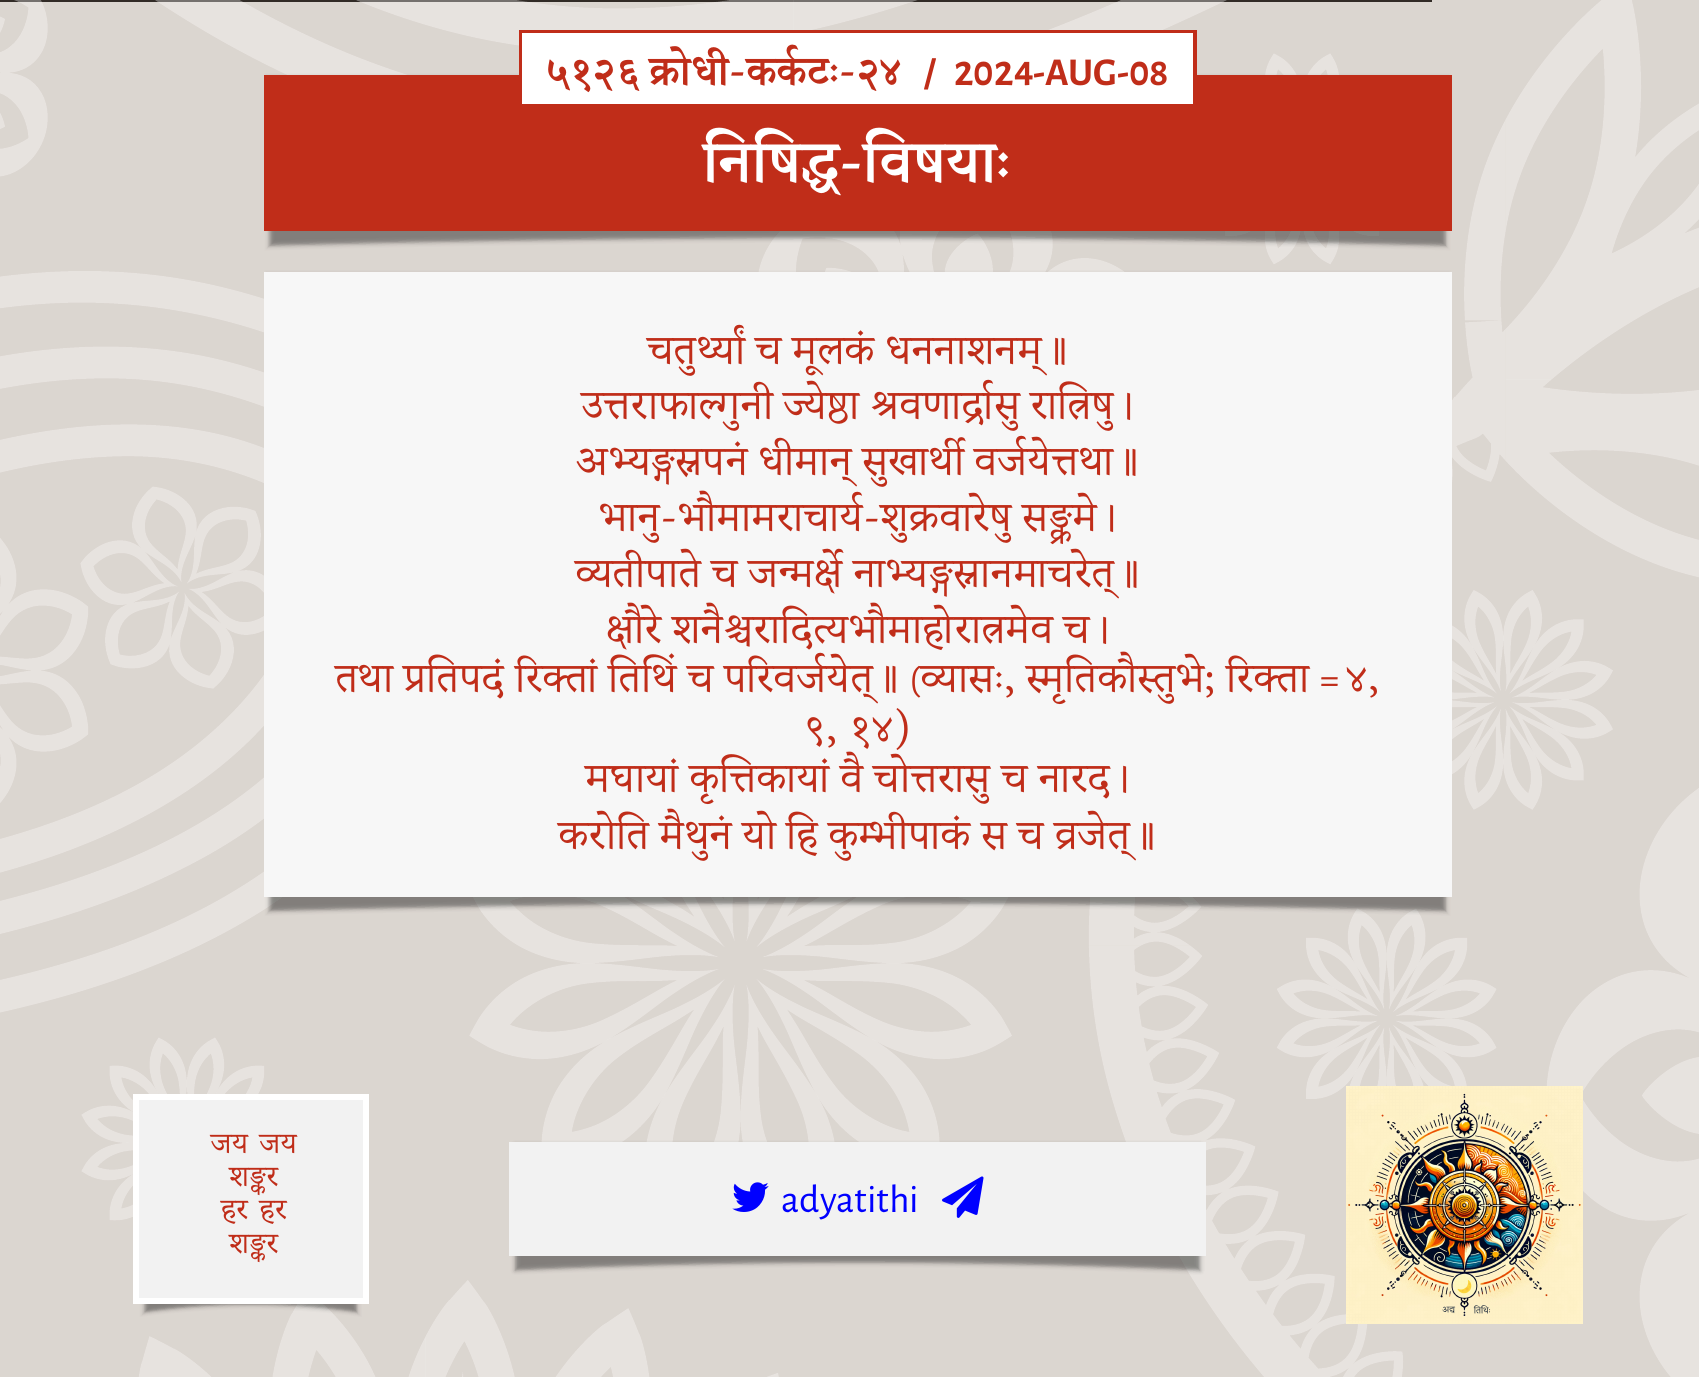 ५१२६ क्रोधी-कर्कटः-२४ / 2024-AUG-08
निषिद्ध-विषयाः
चतुर्थ्यां च मूलकं धननाशनम्॥
उत्तराफाल्गुनी ज्येष्ठा श्रवणार्द्रासु रात्रिषु।
अभ्यङ्गस्नपनं धीमान् सुखार्थी वर्जयेत्तथा॥
भानु-भौमामराचार्य-शुक्रवारेषु सङ्क्रमे।
व्यतीपाते च जन्मर्क्षे नाभ्यङ्गस्नानमाचरेत्॥
क्षौरे शनैश्चरादित्यभौमाहोरात्रमेव च।
तथा प्रतिपदं रिक्तां तिथिं च परिवर्जयेत्॥ (व्यासः, स्मृतिकौस्तुभे; रिक्ता = ४,
९, १४)
मघायां कृत्तिकायां वै चोत्तरासु च नारद।
करोति मैथुनं यो हि कुम्भीपाकं स च व्रजेत्॥
जय जय
शङ्कर
हर हर
शङ्कर
adyatithi
अद्य तिथिः